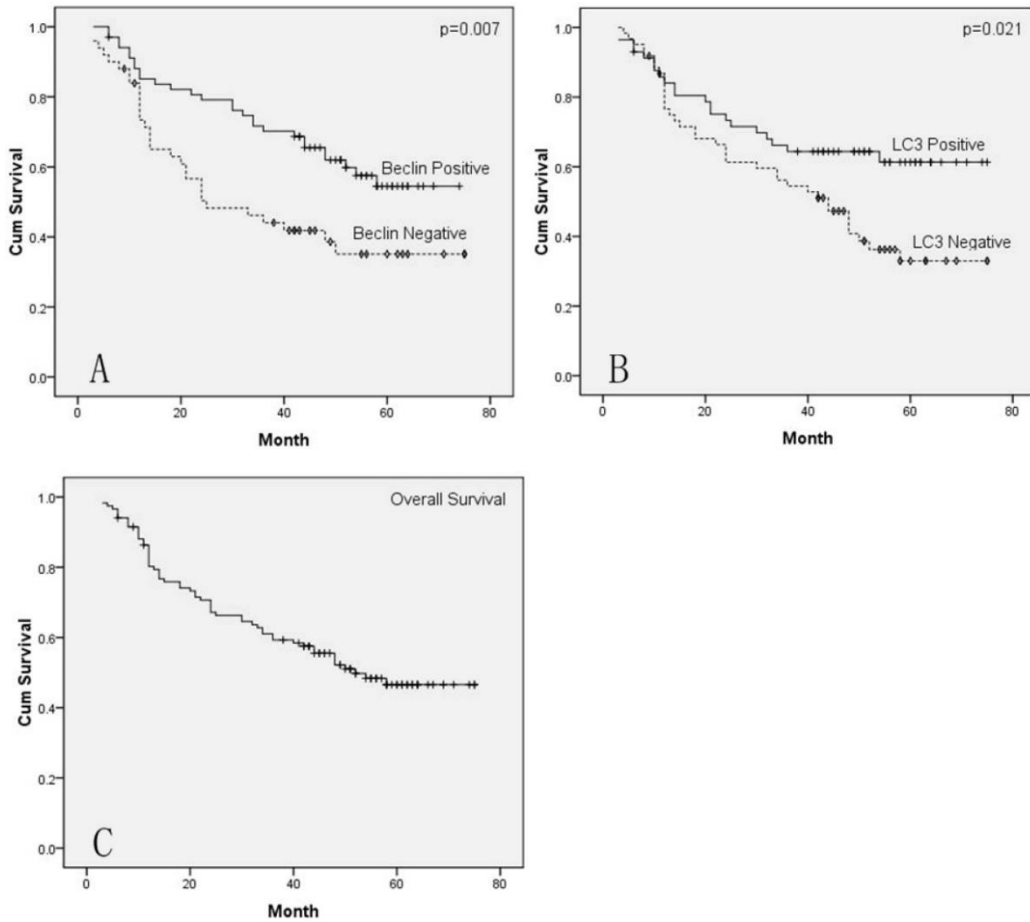 p=0.007
Cum Survival
1.0
0.8
0.6
0.4
0.2
0.0
Beclin Positive
Beclin Negative
A
0 20 40 60 80
Month
p=0.021
Cum Survival
1.0
0.8
0.6
0.4
0.2
0.0
LC3 Positive
LC3 Negative
B
0 20 40 60 80
Month
Overall Survival
Cum Survival
1.0
0.8
0.6
0.4
0.2
0.0
C
0 20 40 60 80
Month